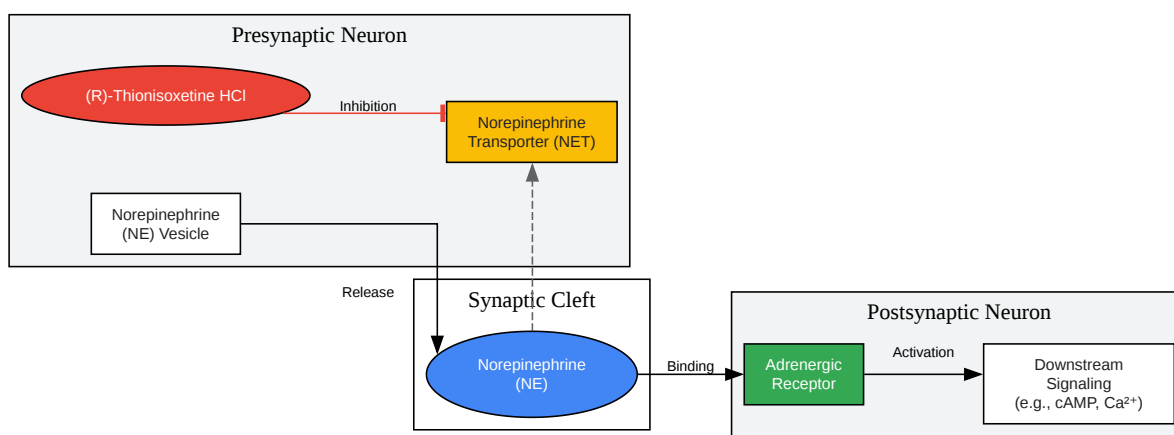 Presynaptic Neuron
(R)-Thionisoxetine HCl
Inhibition
Norepinephrine
Transporter (NET)
Norepinephrine
(NE) Vesicle
Release
Synaptic Cleft
Norepinephrine
(NE)
Binding
Postsynaptic Neuron
Adrenergic
Receptor
Activation
Downstream
Signaling
(e.g., cAMP, Ca²⁺)